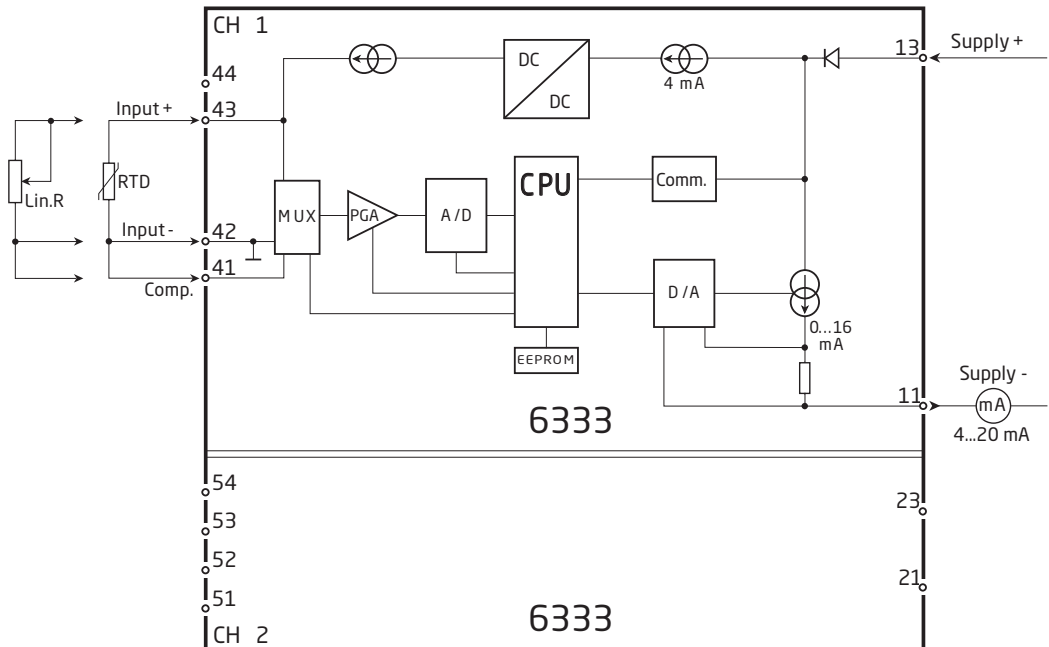 CH 1
44
43
42
41
Input +
Input -
Comp.
Lin.R
RTD
DC
DC
4 mA
13
Supply +
MUX
PGA
A/D
CPU
Comm.
D/A
0...16
mA
EEPROM
11
Supply -
mA
4...20 mA
6333
54
53
52
51
23
21
6333
CH 2